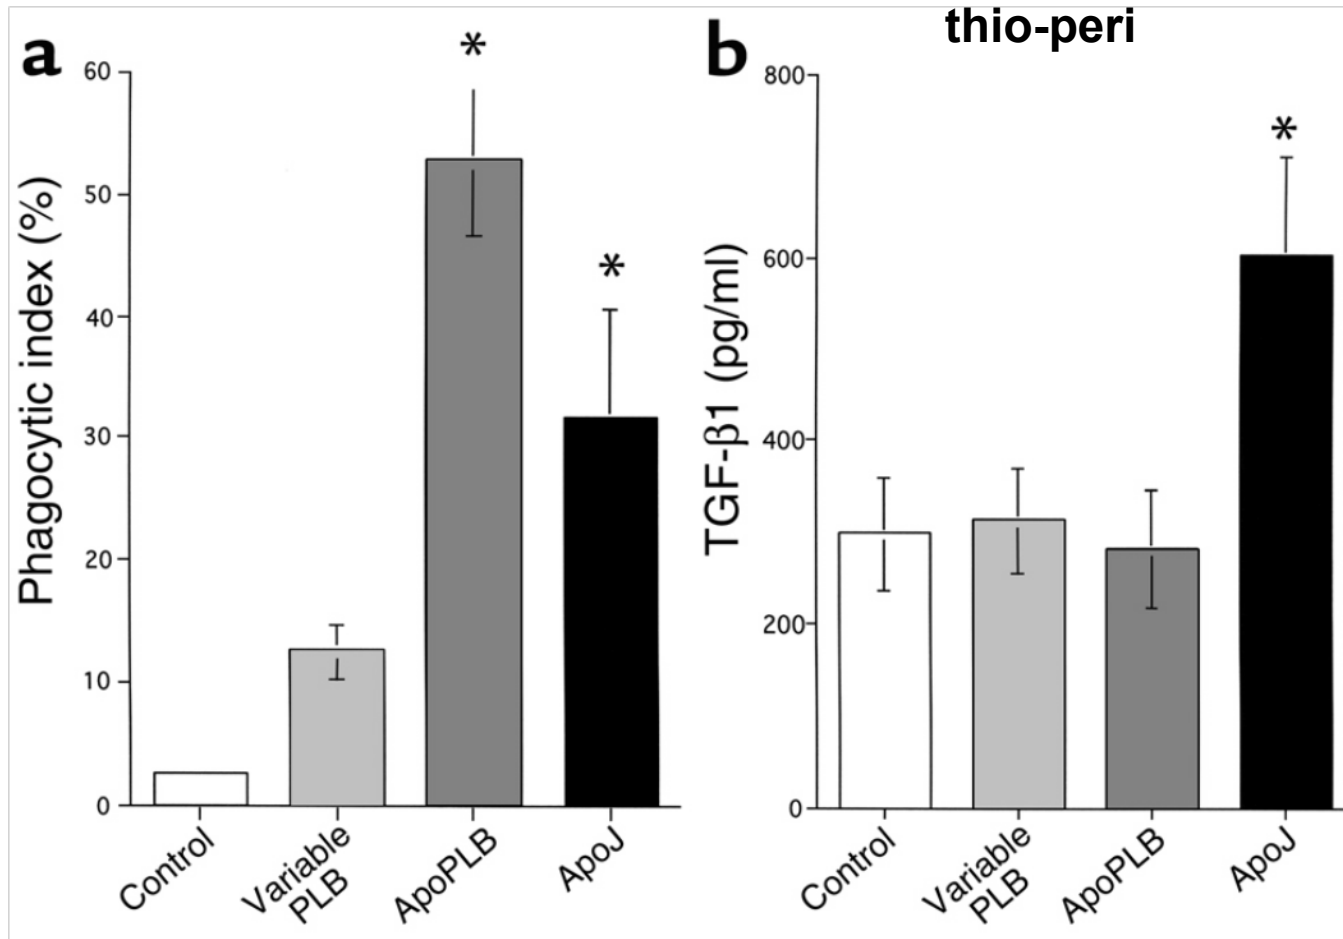 a
*
*
Phagocytic index (%)
60
50
40
30
20
10
0
Control
Variable
PLB
ApoPLB
ApoJ
b
thio-peri
*
TGF-β1 (pg/ml)
800
600
400
200
0
Control
Variable
PLB
ApoPLB
ApoJ